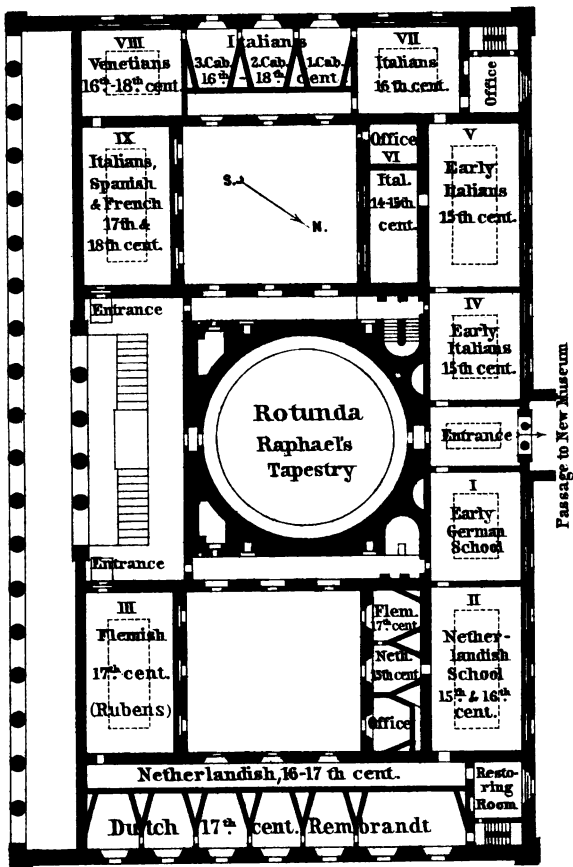 VIII
Venetians
16th-18th cent.
Italians
3.Cab. 2.Cab. 1.Cab.
16th - 18th cent
VII
Italians
16th cent.
Office
IX
Italians,
Spanish
& French
17th &
18th cent.
S.
N.
Office
VI
Ital.
14-15th
cent.
V
Early
Italians
15th cent.
Entrance
IV
Early
Italians
15th cent.
Rotunda
Raphael's
Tapestry
Entrance
Passage to New Museum
I
Early
German
School
Entrance
III
Flemish
17th cent.
(Rubens)
Flem.
17th cent
Neth.
15th cent
Office
II
Nether-
landish
School
15th & 16th
cent.
Netherlandish, 16-17 th cent.
Resto-
ring
Room
Dutch 17th cent. Rembrandt